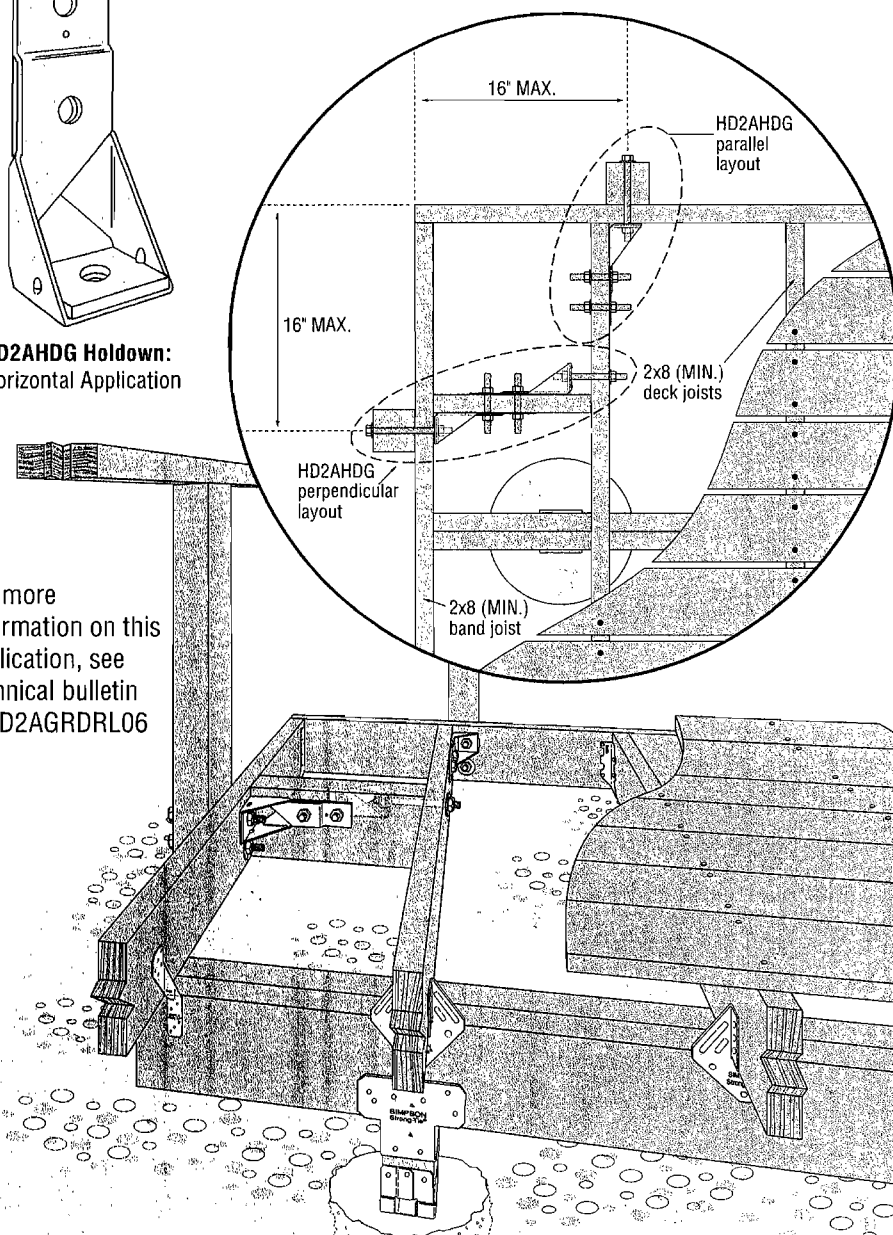 16" MAX.
HD2AHDG
parallel
layout
16" MAX.
D2AHDG Holdown:
orizontal Application
2x8 (MIN.)
deck joists
HD2AHDG
perpendicular
layout
2x8 (MIN.)
band joist
more
rmation on this
lication, see
hnical bulletin
D2AGRDRL06
SIMPSON
Strong-Tie